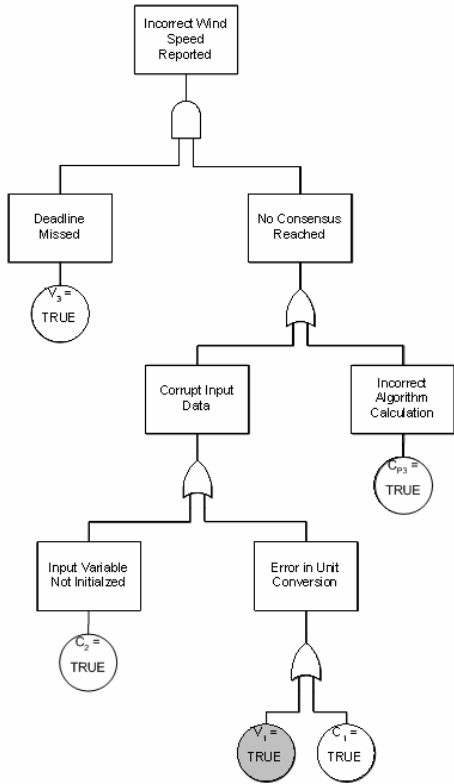 Incorrect Wind
Speed
Reported
Deadline
Missed
No Consensus
Reached
V3 =
TRUE
Corrupt Input
Data
Incorrect
Algorithm
Calculation
CP3 =
TRUE
Input Variable
Not Initialzed
Error in Unit
Conversion
C2 =
TRUE
V1 =
TRUE
C1 =
TRUE